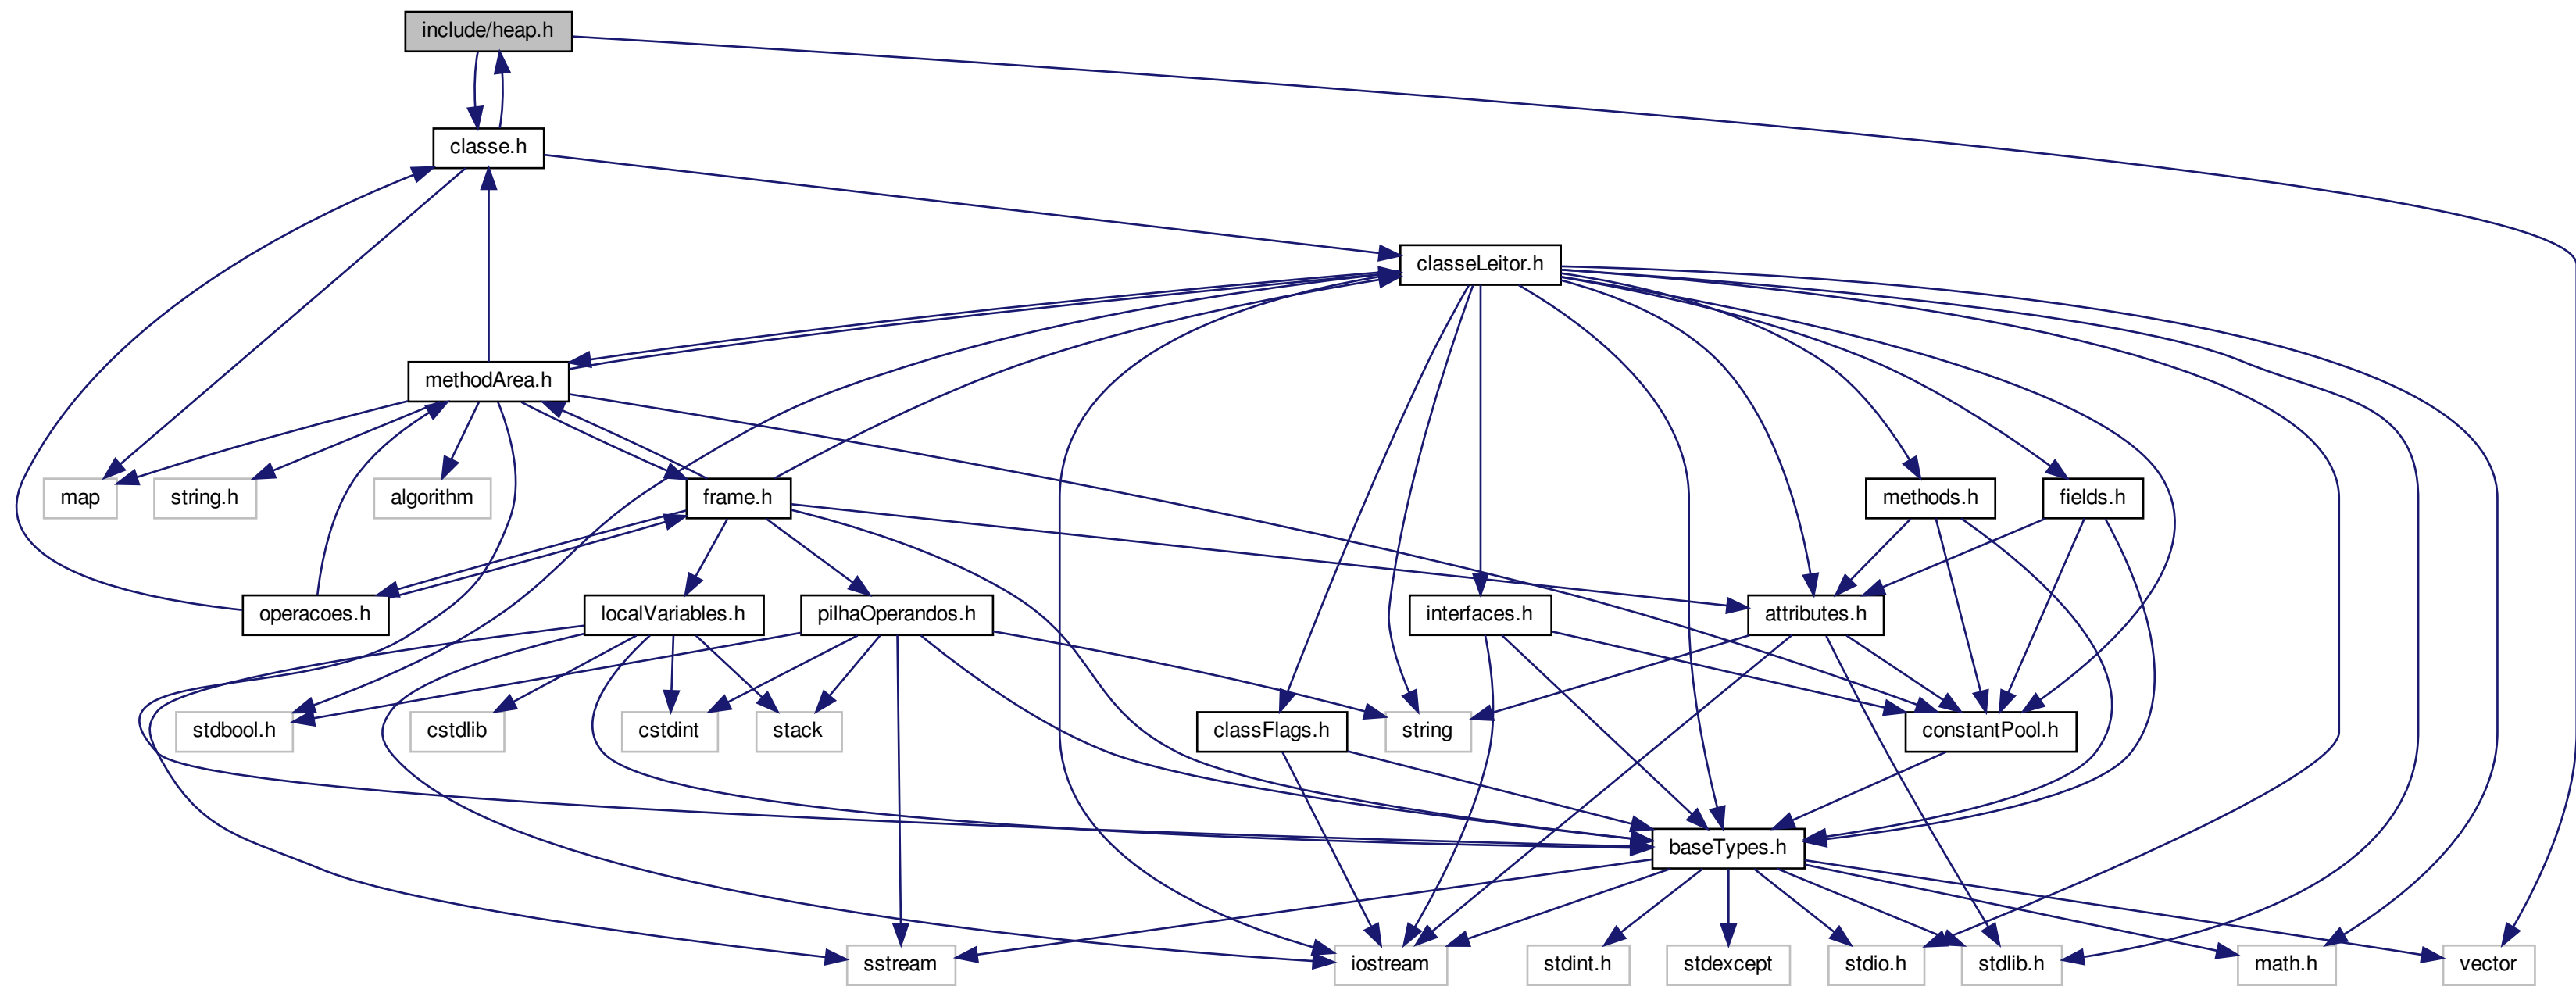 include/heap.h
classe.h
classeLeitor.h
methodArea.h
map
string.h
algorithm
frame.h
methods.h
fields.h
operacoes.h
localVariables.h
pilhaOperandos.h
interfaces.h
attributes.h
stdbool.h
cstdlib
cstdint
stack
classFlags.h
string
constantPool.h
baseTypes.h
sstream
iostream
stdint.h
stdexcept
stdio.h
stdlib.h
math.h
vector